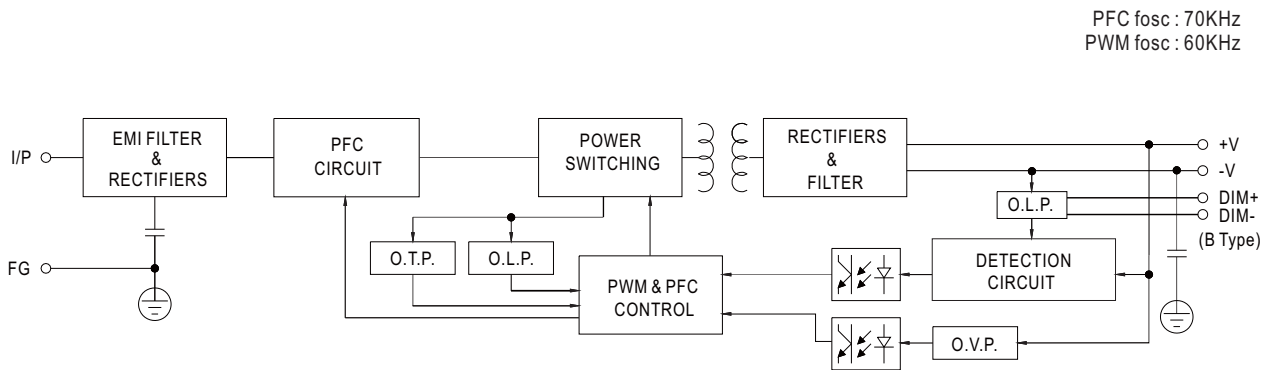 PFC fosc : 70KHz
PWM fosc : 60KHz
I/P
EMI FILTER
&
RECTIFIERS
PFC
CIRCUIT
POWER
SWITCHING
RECTIFIERS
&
FILTER
+V
-V
DIM+
DIM-
(B Type)
O.L.P.
FG
O.T.P.
O.L.P.
PWM & PFC
CONTROL
DETECTION
CIRCUIT
O.V.P.